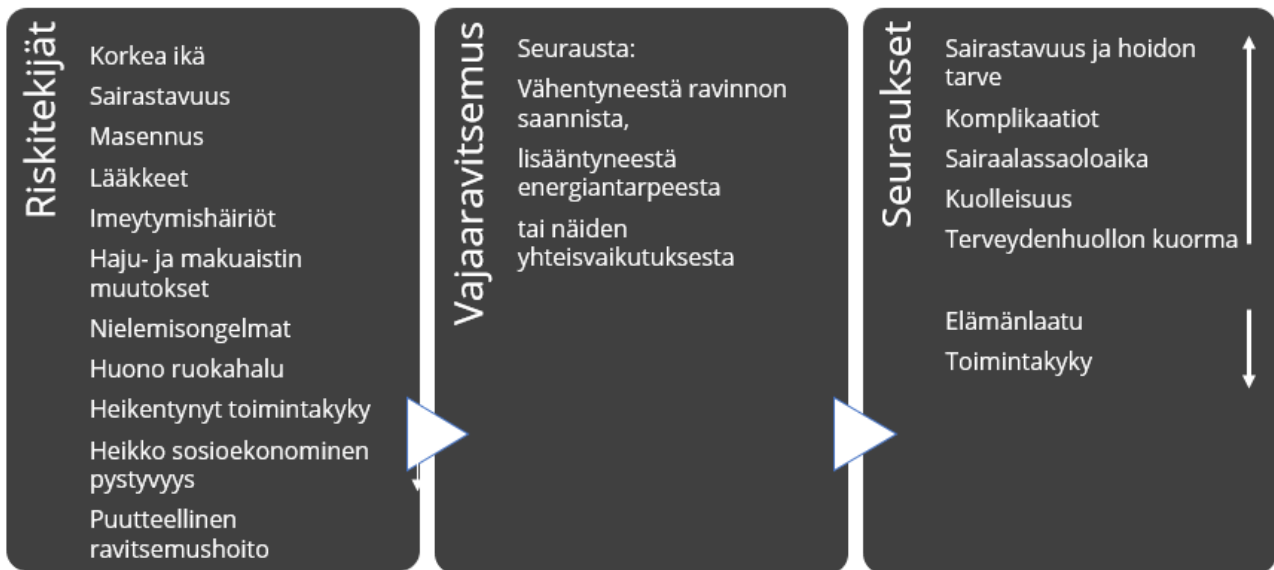 Riskitekijät
Korkea ikä
Sairastavuus
Masennus
Lääkkeet
Imeytymishäiriöt
Haju- ja makuaistin
muutokset
Nielemisongelmat
Huono ruokahalu
Heikentynyt toimintakyky
Heikko sosioekonominen
pystyvyys
Puutteellinen
ravitsemushoito
Vajaaravitsemus
Seurausta:
Vähentyneestä ravinnon
saannista,
lisääntyneestä
energiantarpeesta
tai näiden
yhteisvaikutuksesta
Seuraukset
Sairastavuus ja hoidon
tarve
Komplikaatiot
Sairaalassaoloaika
Kuolleisuus
Terveydenhuollon kuorma
Elämänlaatu
Toimintakyky